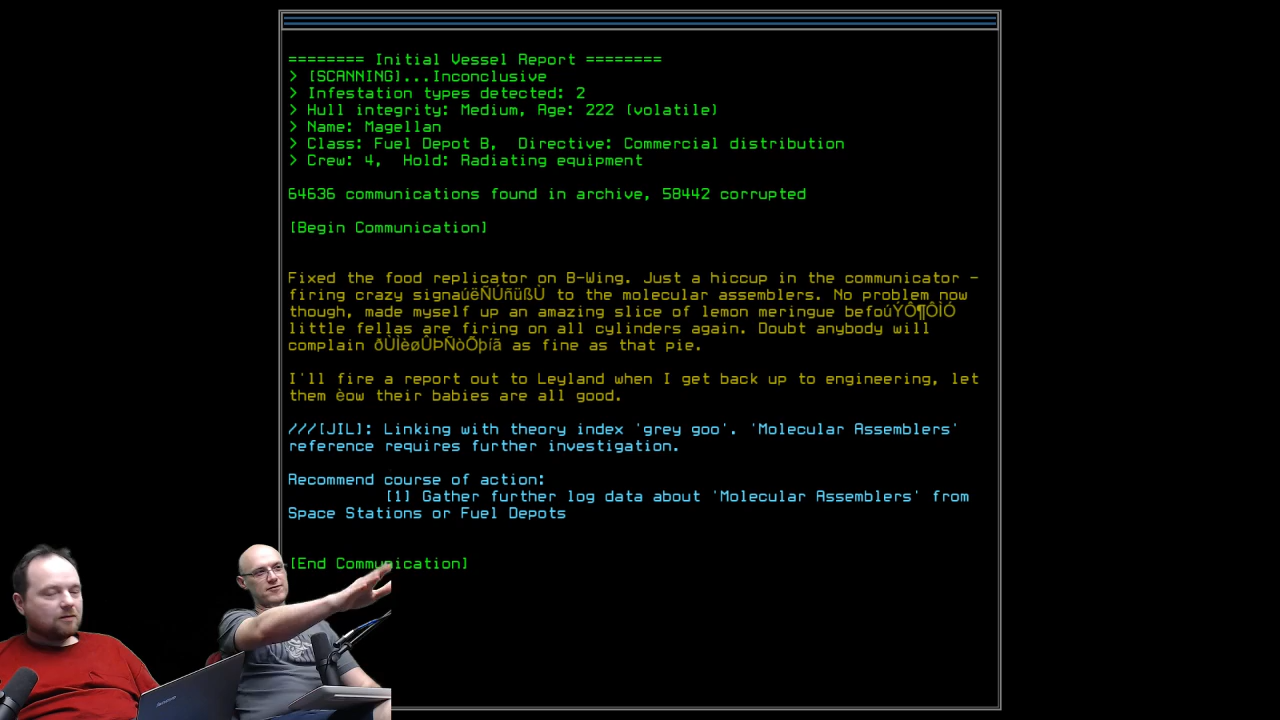 ======== Initial Vessel Report ========
> [SCANNING]...Inconclusive
> Infestation types detected: 2
> Hull integrity: Medium, Age: 222 (volatile)
> Name: Magellan
> Class: Fuel Depot B,  Directive: Commercial distribution
> Crew: 4,  Hold: Radiating equipment
64636 communications found in archive, 58442 corrupted
[Begin Communication]
Fixed the food replicator on B-Wing. Just a hiccup in the communicator -
firing crazy signaúëÑÚñüßÙ to the molecular assemblers. No problem now
though, made myself up an amazing slice of lemon meringue befoúÝÔ¶ÔÌÓ
little fellas are firing on all cylinders again. Doubt anybody will
complain ðÙÌèøÛÞÑòÕþíã as fine as that pie.
I'll fire a report out to Leyland when I get back up to engineering, let
them èow their babies are all good.
///[JIL]: Linking with theory index 'grey goo'. 'Molecular Assemblers'
reference requires further investigation.
Recommend course of action:
[1] Gather further log data about 'Molecular Assemblers' from
Space Stations or Fuel Depots
[End Communication]